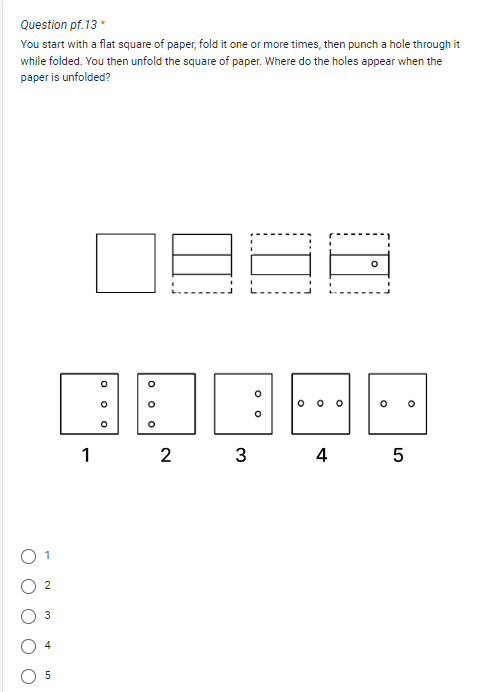 Question pf.13 *
You start with a flat square of paper, fold it one or more times, then punch a hole through it
while folded. You then unfold the square of paper. Where do the holes appear when the
paper is unfolded?
1 2 3 4 5
1
2
3
4
5